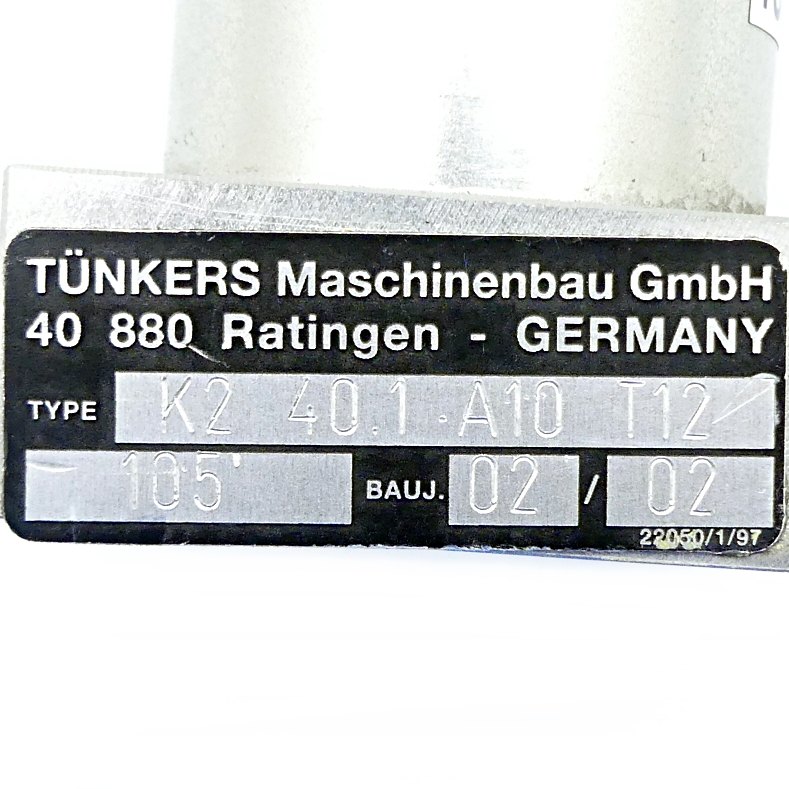 TÜNKERS Maschinenbau GmbH
40 880 Ratingen - GERMANY
TYPE K2 40.1 A10 T12
105° BAUJ. 02 / 02
22050/1/97